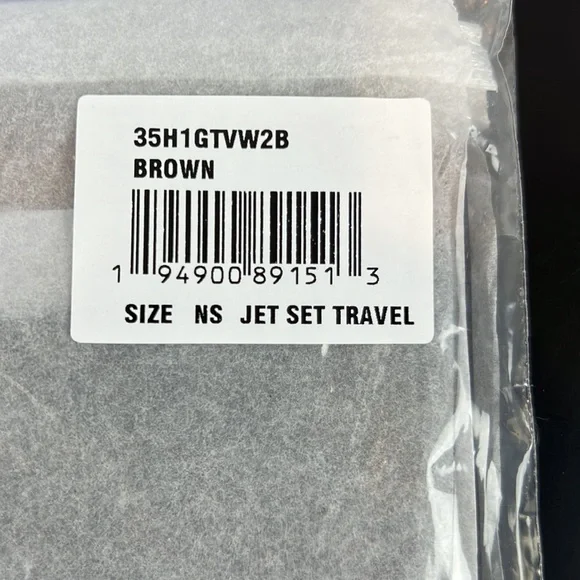 35H1GTVW2B
BROWN
1 94900 89151 3
SIZE NS JET SET TRAVEL